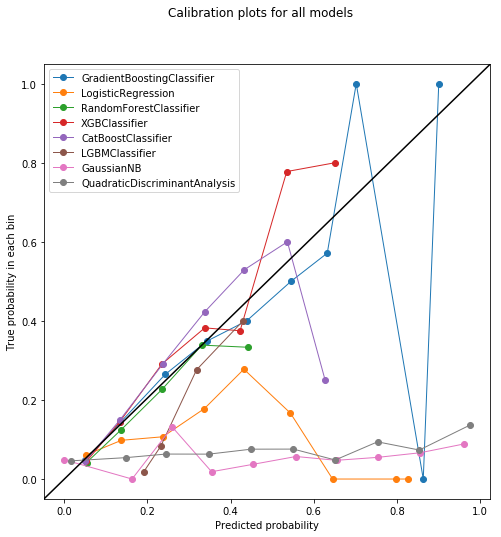 Calibration plots for all models
GradientBoostingClassifier
LogisticRegression
RandomForestClassifier
XGBClassifier
CatBoostClassifier
LGBMClassifier
GaussianNB
QuadraticDiscriminantAnalysis
True probability in each bin
1.0
0.8
0.6
0.4
0.2
0.0
0.0 0.2 0.4 0.6 0.8 1.0
Predicted probability